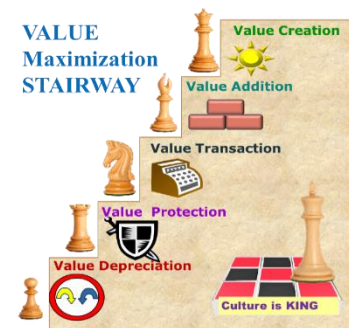 VALUE
Maximization
STAIRWAY
Value Creation
Value Addition
Value Transaction
Value Protection
Value Depreciation
Culture is KING